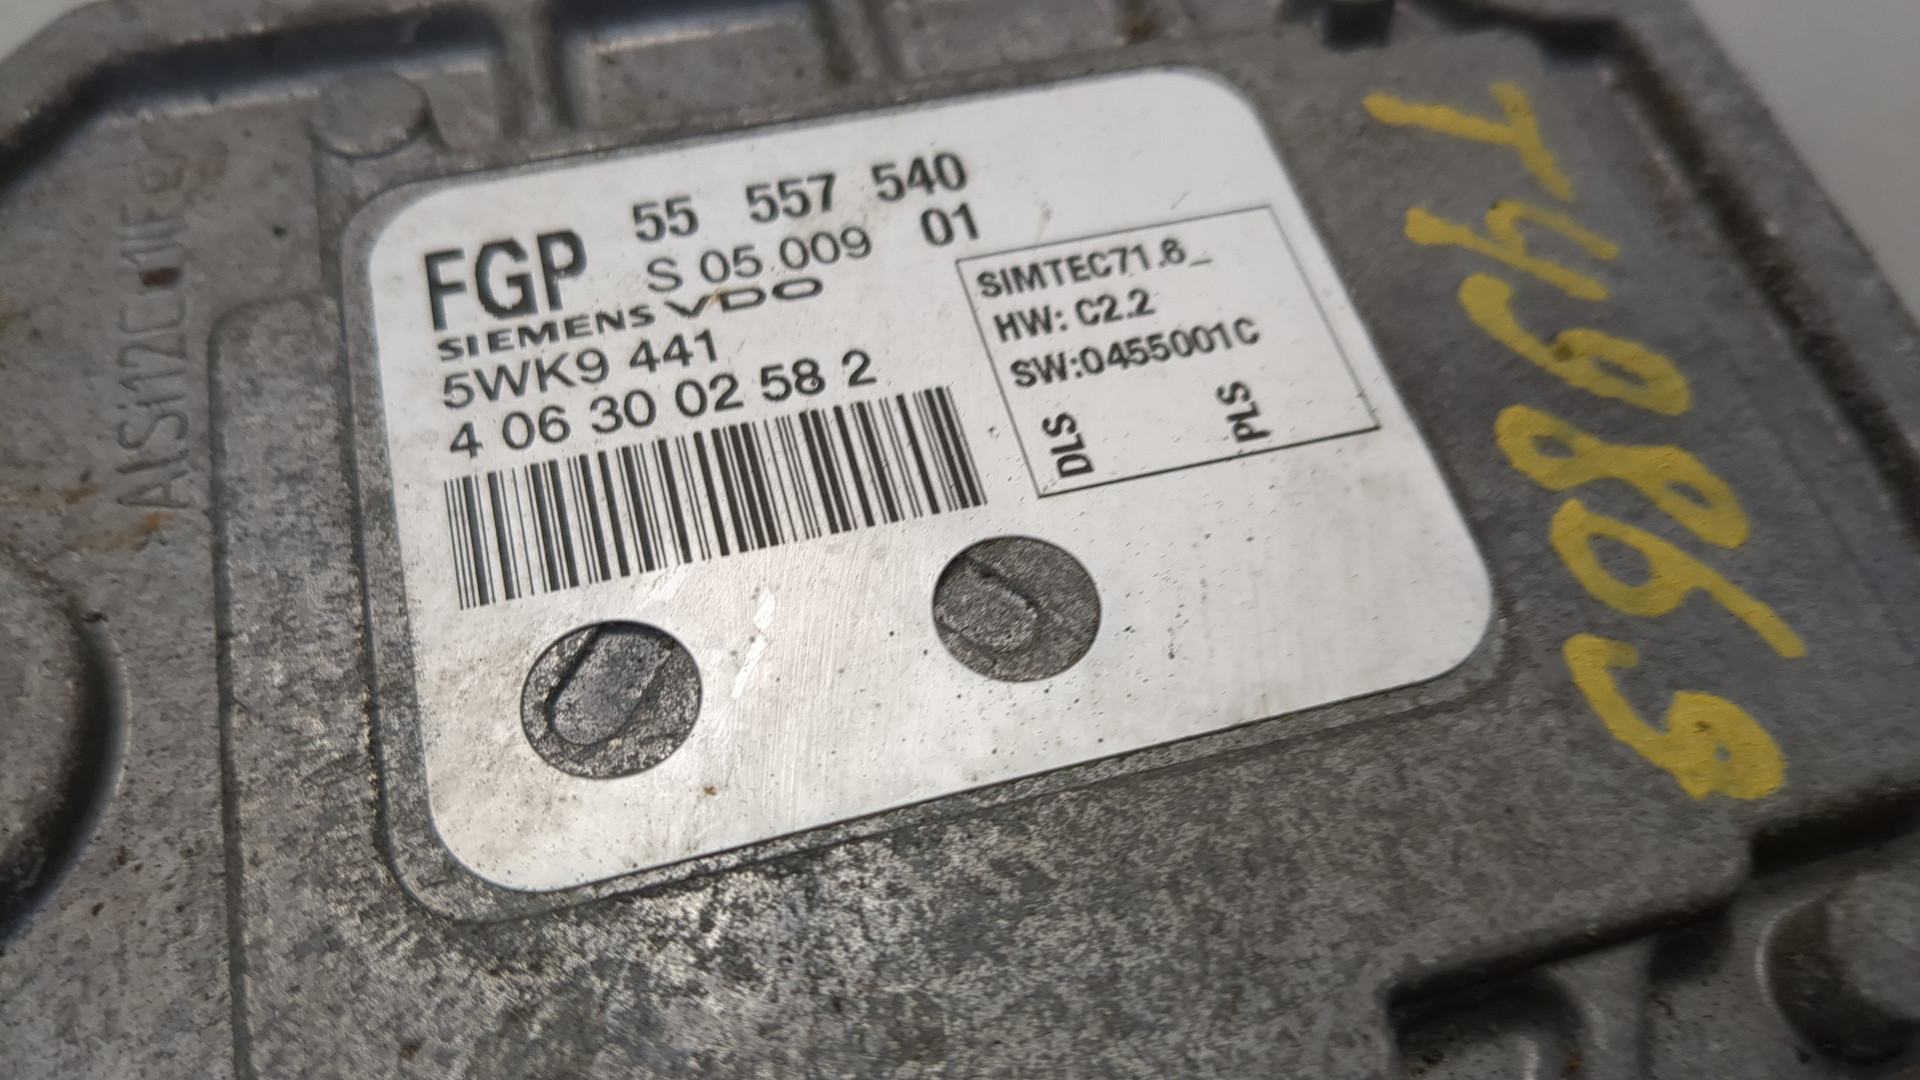 FGP 55 557 540
S 05.009 01
SIEMENS VDO
5WK9 441
4 06 30 02 58 2
SIMTEC71.6_
HW: C2.2
SW:0455001C
DLS PLS